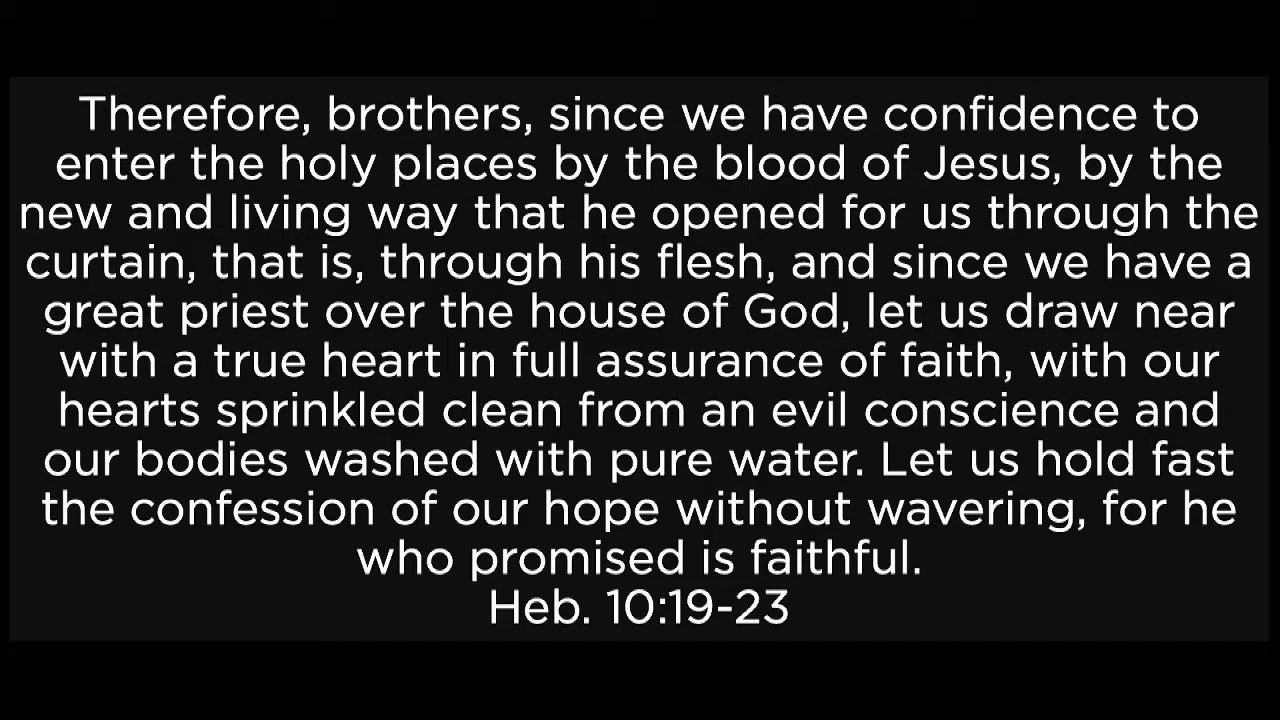 Therefore, brothers, since we have confidence to
enter the holy places by the blood of Jesus, by the
new and living way that he opened for us through the
curtain, that is, through his flesh, and since we have a
great priest over the house of God, let us draw near
with a true heart in full assurance of faith, with our
hearts sprinkled clean from an evil conscience and
our bodies washed with pure water. Let us hold fast
the confession of our hope without wavering, for he
who promised is faithful.
Heb. 10:19-23